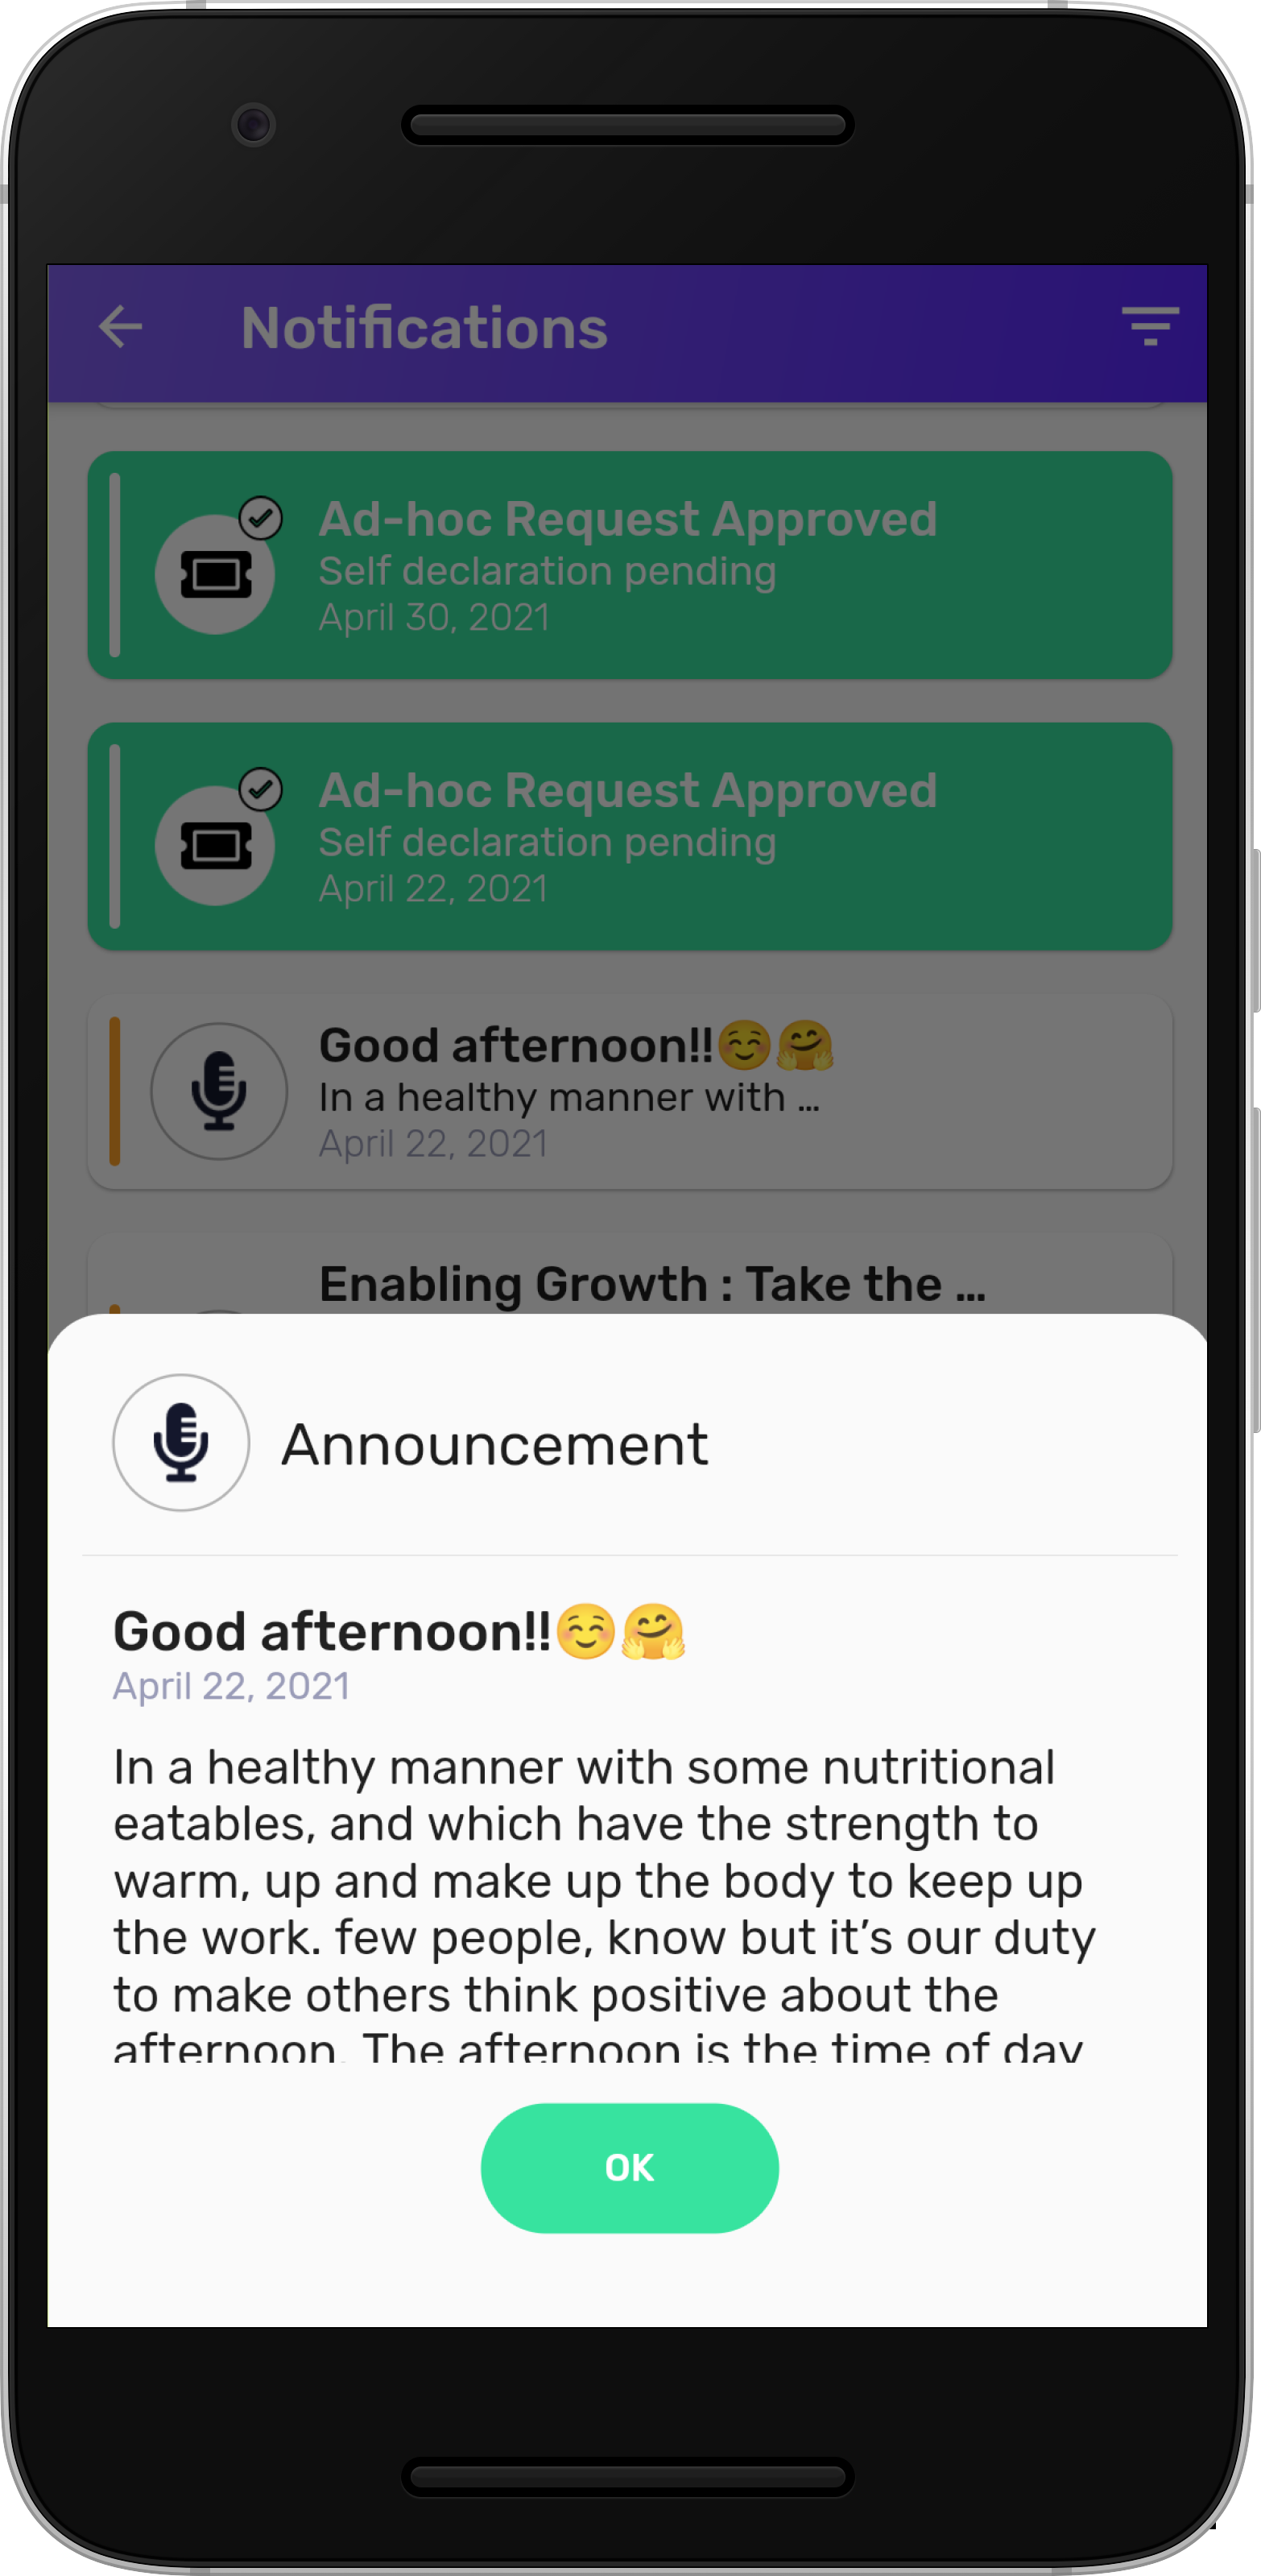 Notifications
Ad-hoc Request Approved
Self declaration pending
April 30, 2021
Ad-hoc Request Approved
Self declaration pending
April 22, 2021
Good afternoon!!☺️🤗
In a healthy manner with ...
April 22, 2021
Enabling Growth : Take the ...
Announcement
Good afternoon!!☺️🤗
April 22, 2021
In a healthy manner with some nutritional
eatables, and which have the strength to
warm, up and make up the body to keep up
the work. few people, know but it’s our duty
to make others think positive about the
afternoon. The afternoon is the time of day
OK